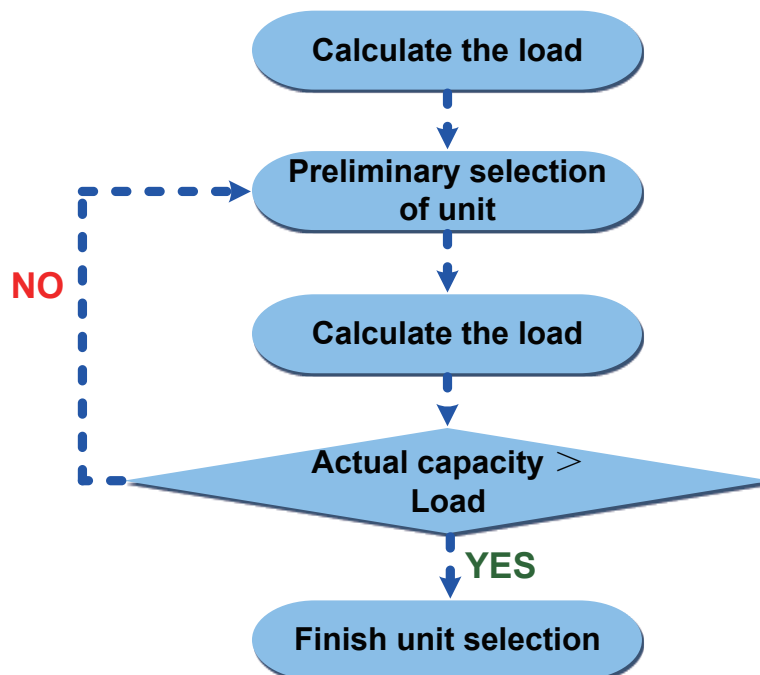 Calculate the load
Preliminary selection
of unit
NO
Calculate the load
Actual capacity ＞
Load
YES
Finish unit selection